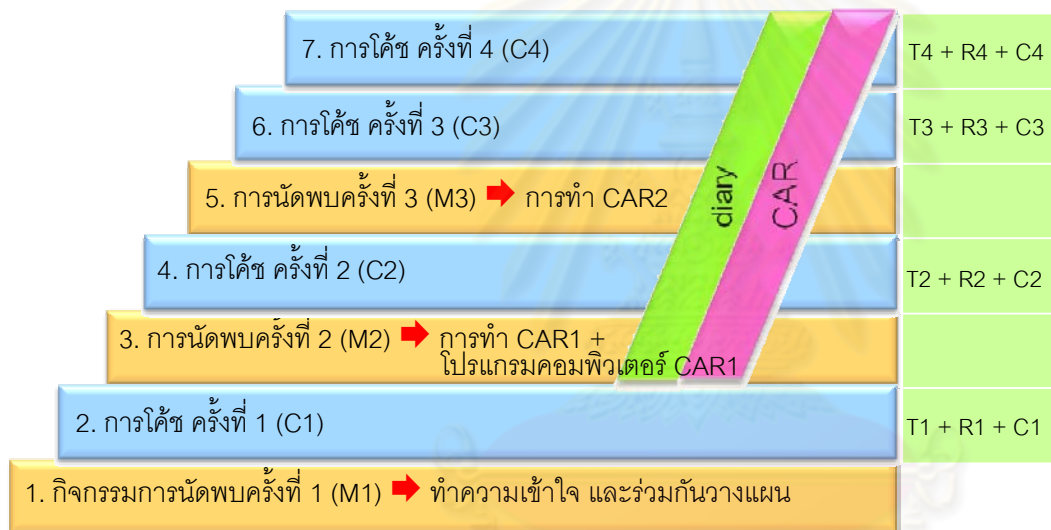 7. การโค้ช ครั้งที่ 4 (C4)
T4 + R4 + C4
6. การโค้ช ครั้งที่ 3 (C3)
T3 + R3 + C3
5. การนัดพบครั้งที่ 3 (M3) ➡ การทำ CAR2
diary
CAR
4. การโค้ช ครั้งที่ 2 (C2)
T2 + R2 + C2
3. การนัดพบครั้งที่ 2 (M2) ➡ การทำ CAR1 +
โปรแกรมคอมพิวเตอร์ CAR1
2. การโค้ช ครั้งที่ 1 (C1)
T1 + R1 + C1
1. กิจกรรมการนัดพบครั้งที่ 1 (M1) ➡ ทำความเข้าใจ และร่วมกันวางแผน